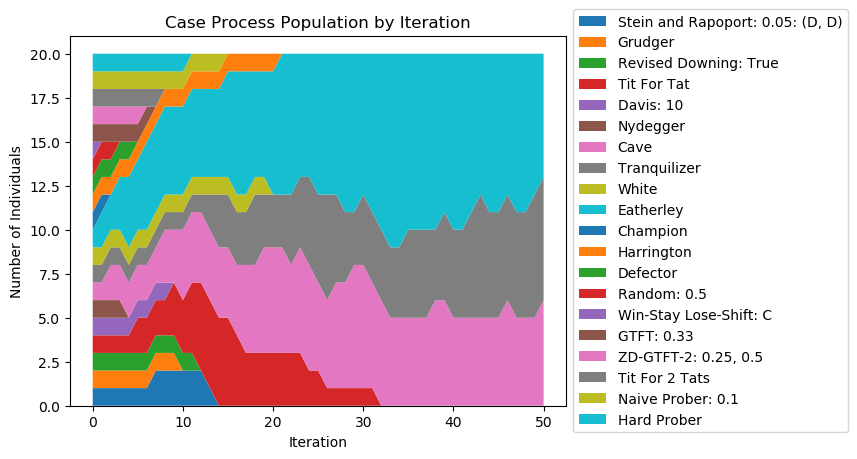 Case Process Population by Iteration
20.0
17.5
15.0
12.5
10.0
7.5
5.0
2.5
0.0
Number of Individuals
0 10 20 30 40 50
Iteration
Stein and Rapoport: 0.05: (D, D)
Grudger
Revised Downing: True
Tit For Tat
Davis: 10
Nydegger
Cave
Tranquilizer
White
Eatherley
Champion
Harrington
Defector
Random: 0.5
Win-Stay Lose-Shift: C
GTFT: 0.33
ZD-GTFT-2: 0.25, 0.5
Tit For 2 Tats
Naive Prober: 0.1
Hard Prober